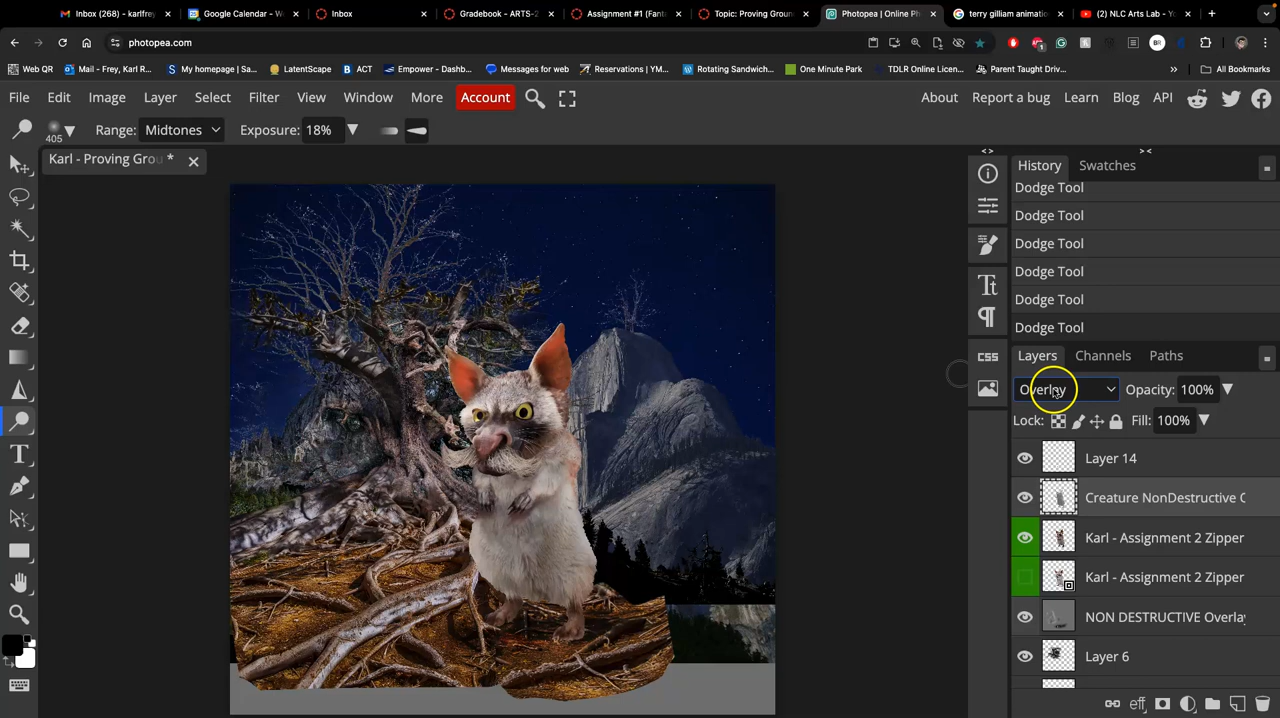 Inbox (268) - karlfrey
Google Calendar - We
Inbox
Gradebook - ARTS-2
Assignment #1 (Fant
Topic: Proving Groun
Photopea | Online Ph
terry gilliam animatio
(2) NLC Arts Lab - Y
photopea.com
Web QR
Mail - Frey, Karl R...
My homepage | Sa...
LatentScape
ACT
Empower - Dashb...
Messages for web
Reservations | YM...
Rotating Sandwich...
One Minute Park
TDLR Online Licen...
Parent Taught Driv...
All Bookmarks
File Edit Image Layer Select Filter View Window More Account
About Report a bug Learn Blog API
405
Range: Midtones
Exposure: 18%
Karl - Proving Grou *
History Swatches
Dodge Tool
Dodge Tool
Dodge Tool
Dodge Tool
Dodge Tool
Dodge Tool
CSS
Layers Channels Paths
Overlay
Opacity: 100%
Lock:
Fill: 100%
Layer 14
Creature NonDestructive
Karl - Assignment 2 Zipper
Karl - Assignment 2 Zipper
NON DESTRUCTIVE Overlay
Layer 6
eff